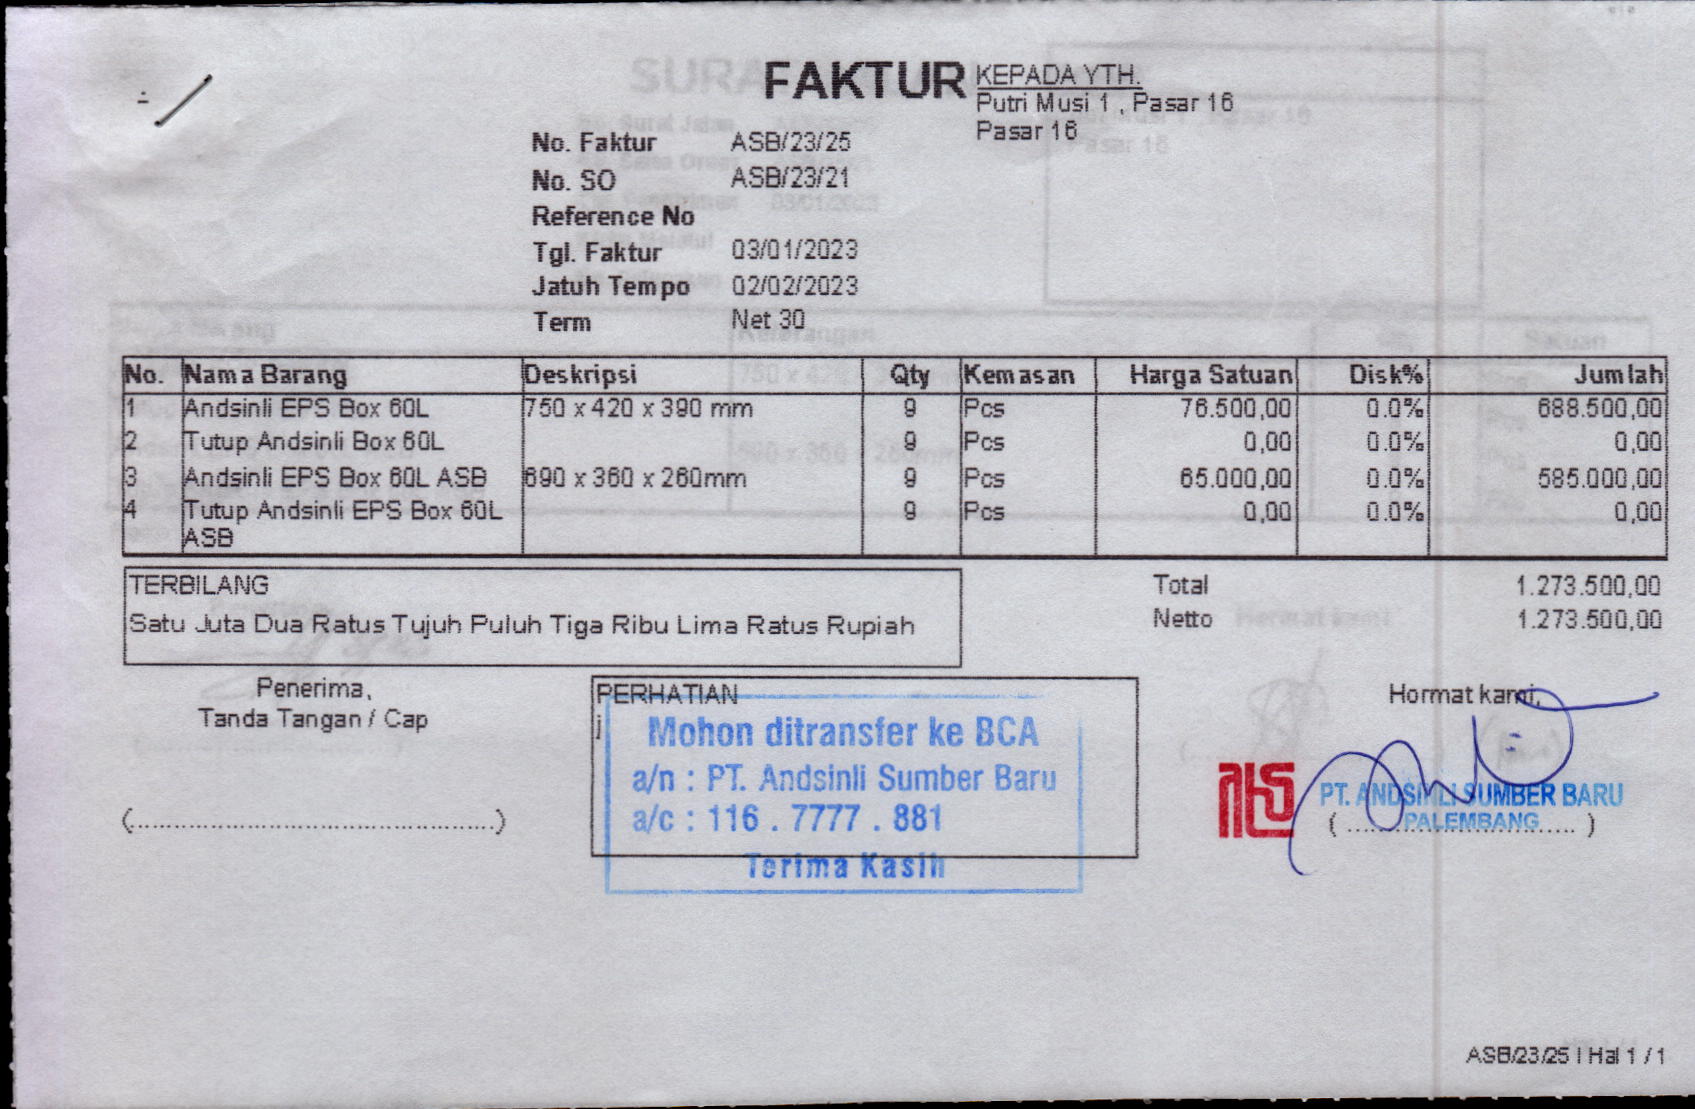 FAKTUR
KEPADA YTH.
Putri Musi 1 , Pasar 16
Pasar 16
No. Faktur ASB/23/25
No. SO ASB/23/21
Reference No
Tgl. Faktur 03/01/2023
Jatuh Tempo 02/02/2023
Term Net 30
No. Nama Barang Deskripsi Qty Kemasan Harga Satuan Disk% Jumlah
1 Andsinli EPS Box 60L 750 x 420 x 390 mm 9 Pcs 76.500,00 0.0% 688.500,00
2 Tutup Andsinli Box 60L 9 Pcs 0,00 0.0% 0,00
3 Andsinli EPS Box 60L ASB 690 x 360 x 260mm 9 Pcs 65.000,00 0.0% 585.000,00
4 Tutup Andsinli EPS Box 60L 9 Pcs 0,00 0.0% 0,00
ASB
TERBILANG
Satu Juta Dua Ratus Tujuh Puluh Tiga Ribu Lima Ratus Rupiah
Total 1.273.500,00
Netto 1.273.500,00
Penerima,
Tanda Tangan / Cap
(..............................................)
PERHATIAN
j
Mohon ditransfer ke BCA
a/n : PT. Andsinli Sumber Baru
a/c : 116 . 7777 . 881
Terima Kasih
Hormat kami,
PT. ANDSINLI SUMBER BARU
PALEMBANG
( ............................. )
ASB/23/25 | Hal 1 / 1